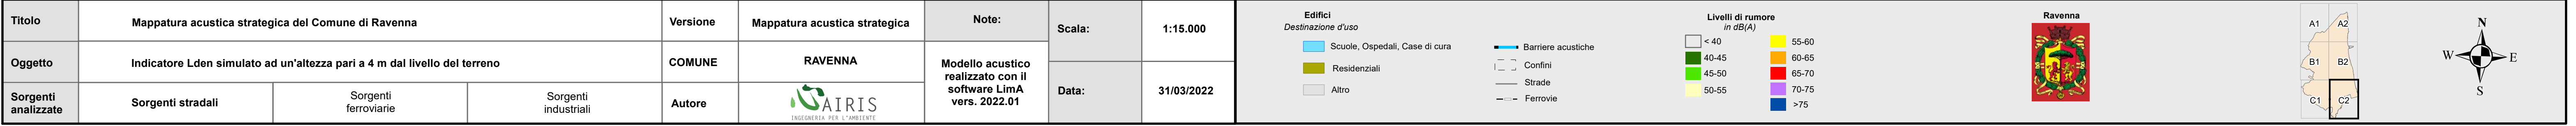 Titolo
Mappatura acustica strategica del Comune di Ravenna
Versione
Mappatura acustica strategica
Note:
Scala:
1:15.000
Oggetto
Indicatore Lden simulato ad un'altezza pari a 4 m dal livello del terreno
COMUNE
RAVENNA
Modello acustico
realizzato con il
software LimA
vers. 2022.01
Sorgenti
analizzate
Sorgenti stradali
Sorgenti
ferroviarie
Sorgenti
industriali
Autore
AIRIS
INGEGNERIA PER L'AMBIENTE
Data:
31/03/2022
Edifici
Destinazione d'uso
Scuole, Ospedali, Case di cura
Residenziali
Altro
Barriere acustiche
Confini
Strade
Ferrovie
Livelli di rumore
in dB(A)
< 40
40-45
45-50
50-55
55-60
60-65
65-70
70-75
>75
Ravenna
A1 A2
B1 B2
C1 C2
N
W E
S